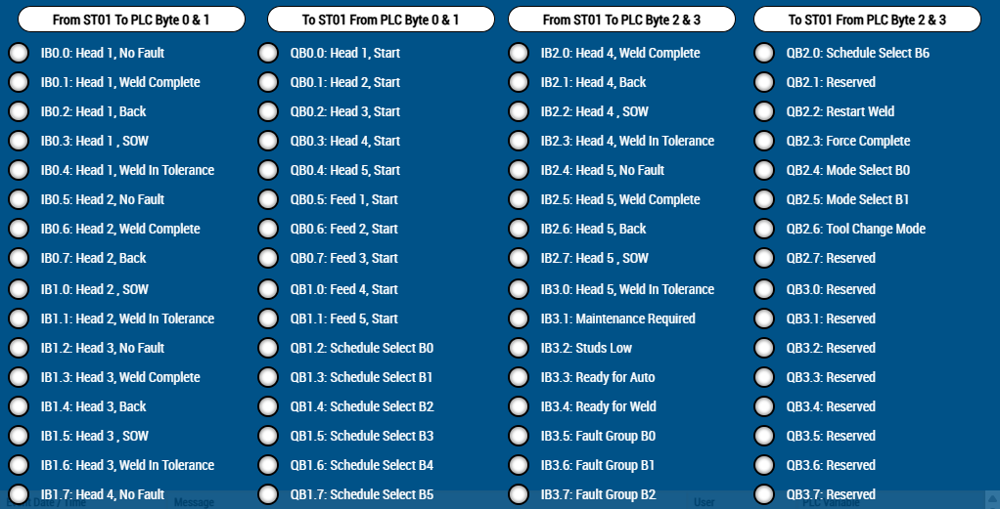 From ST01 To PLC Byte 0 & 1
IB0.0: Head 1, No Fault
IB0.1: Head 1, Weld Complete
IB0.2: Head 1, Back
IB0.3: Head 1 , SOW
IB0.4: Head 1, Weld In Tolerance
IB0.5: Head 2, No Fault
IB0.6: Head 2, Weld Complete
IB0.7: Head 2, Back
IB1.0: Head 2 , SOW
IB1.1: Head 2, Weld In Tolerance
IB1.2: Head 3, No Fault
IB1.3: Head 3, Weld Complete
IB1.4: Head 3, Back
IB1.5: Head 3 , SOW
IB1.6: Head 3, Weld In Tolerance
IB1.7: Head 4, No Fault
To ST01 From PLC Byte 0 & 1
QB0.0: Head 1, Start
QB0.1: Head 2, Start
QB0.2: Head 3, Start
QB0.3: Head 4, Start
QB0.4: Head 5, Start
QB0.5: Feed 1, Start
QB0.6: Feed 2, Start
QB0.7: Feed 3, Start
QB1.0: Feed 4, Start
QB1.1: Feed 5, Start
QB1.2: Schedule Select B0
QB1.3: Schedule Select B1
QB1.4: Schedule Select B2
QB1.5: Schedule Select B3
QB1.6: Schedule Select B4
QB1.7: Schedule Select B5
From ST01 To PLC Byte 2 & 3
IB2.0: Head 4, Weld Complete
IB2.1: Head 4, Back
IB2.2: Head 4 , SOW
IB2.3: Head 4, Weld In Tolerance
IB2.4: Head 5, No Fault
IB2.5: Head 5, Weld Complete
IB2.6: Head 5, Back
IB2.7: Head 5 , SOW
IB3.0: Head 5, Weld In Tolerance
IB3.1: Maintenance Required
IB3.2: Studs Low
IB3.3: Ready for Auto
IB3.4: Ready for Weld
IB3.5: Fault Group B0
IB3.6: Fault Group B1
IB3.7: Fault Group B2
To ST01 From PLC Byte 2 & 3
QB2.0: Schedule Select B6
QB2.1: Reserved
QB2.2: Restart Weld
QB2.3: Force Complete
QB2.4: Mode Select B0
QB2.5: Mode Select B1
QB2.6: Tool Change Mode
QB2.7: Reserved
QB3.0: Reserved
QB3.1: Reserved
QB3.2: Reserved
QB3.3: Reserved
QB3.4: Reserved
QB3.5: Reserved
QB3.6: Reserved
QB3.7: Reserved
Date / Time
Message
User
PLC Variable